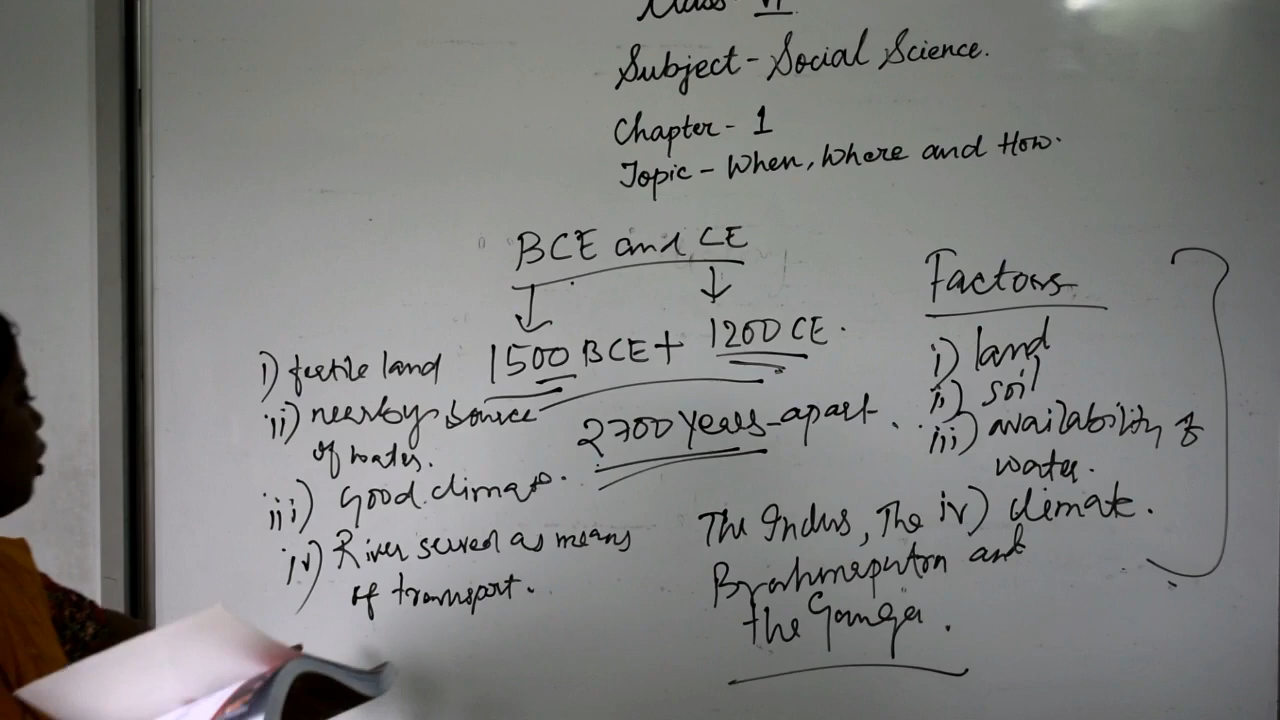 Class - VI
Subject - Social Science.
Chapter - 1
Topic - When, Where and How.
BCE and CE
1500 BCE + 1200 CE.
2700 years apart.
i) fertile land
ii) nearby source
of water.
iii) Good climate.
iv) River served as means
of transport.
Factors
i) land
ii) soil
iii) availability of
water.
iv) climate.
The Indus, The
Brahmaputra and
the Ganga.